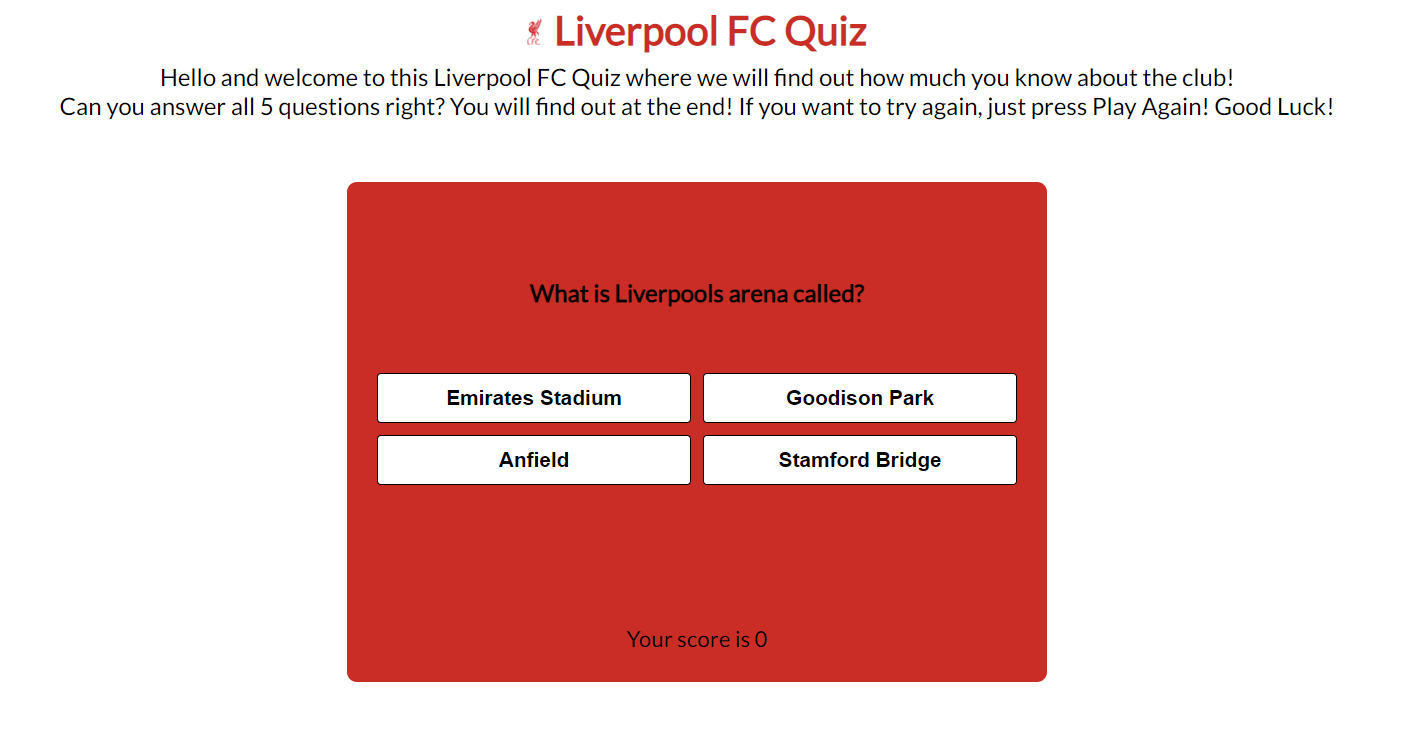 Liverpool FC Quiz
Hello and welcome to this Liverpool FC Quiz where we will find out how much you know about the club!
Can you answer all 5 questions right? You will find out at the end! If you want to try again, just press Play Again! Good Luck!
What is Liverpools arena called?
Emirates Stadium
Goodison Park
Anfield
Stamford Bridge
Your score is 0